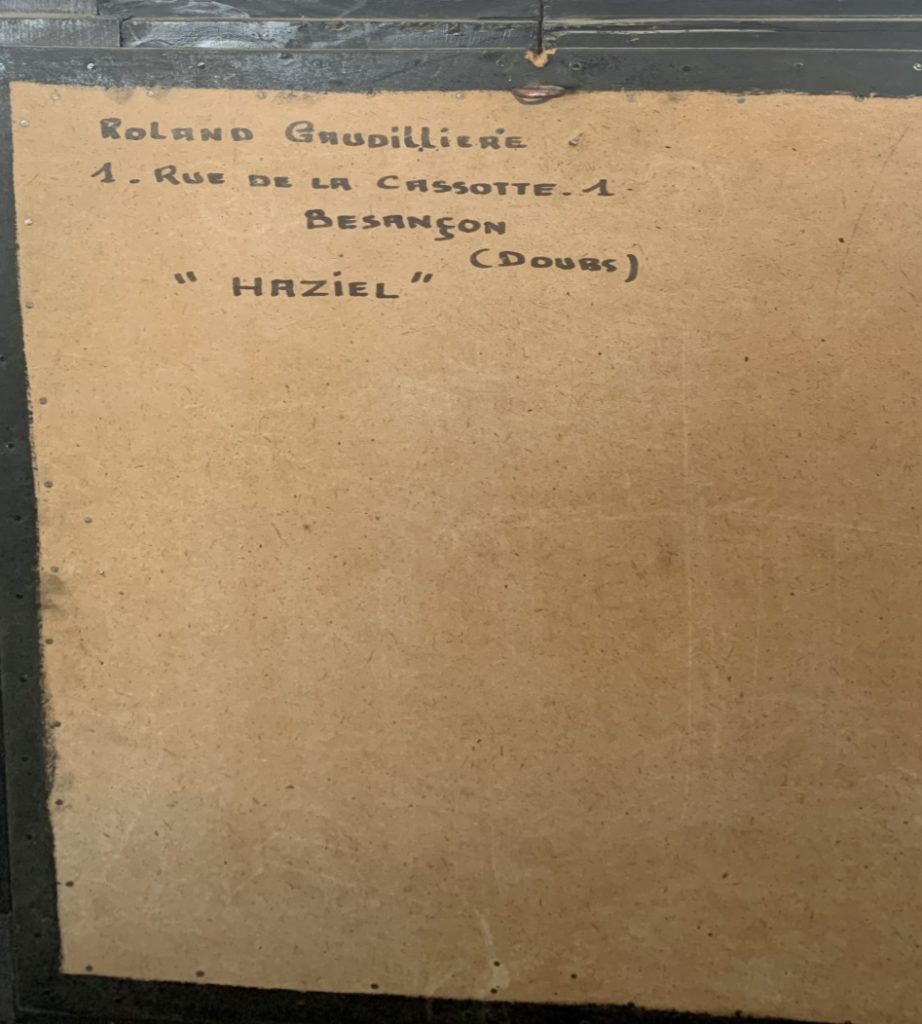 Roland Gaudillière
1. Rue de la Cassotte. 1
Besançon
(Doubs)
" Haziel "